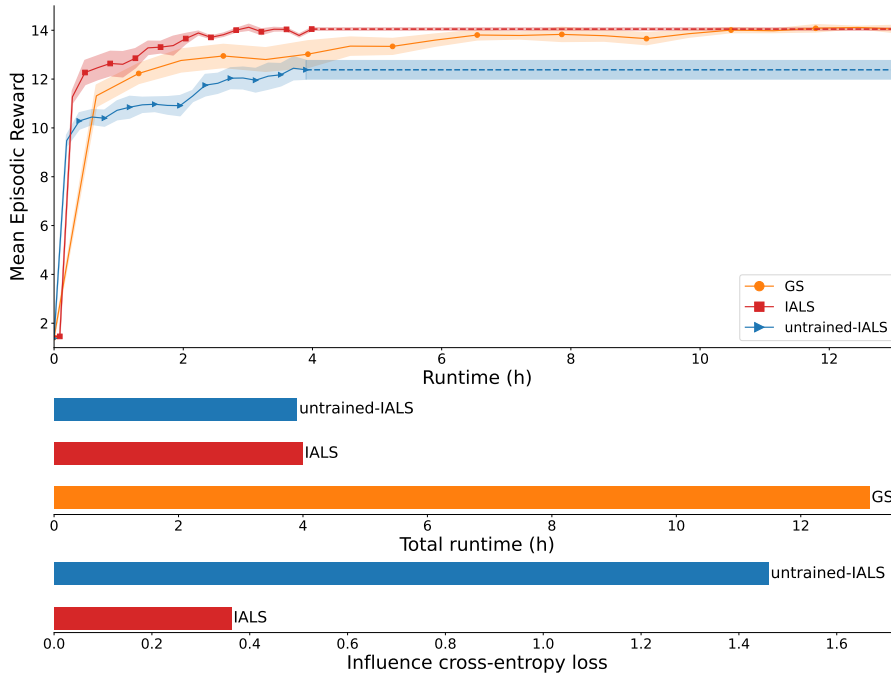 14
12
10
8
6
4
2
Mean Episodic Reward
GS
IALS
untrained-IALS
0 2 4 6 8 10 12
Runtime (h)
untrained-IALS
IALS
GS
0 2 4 6 8 10 12
Total runtime (h)
untrained-IALS
IALS
0.0 0.2 0.4 0.6 0.8 1.0 1.2 1.4 1.6
Influence cross-entropy loss